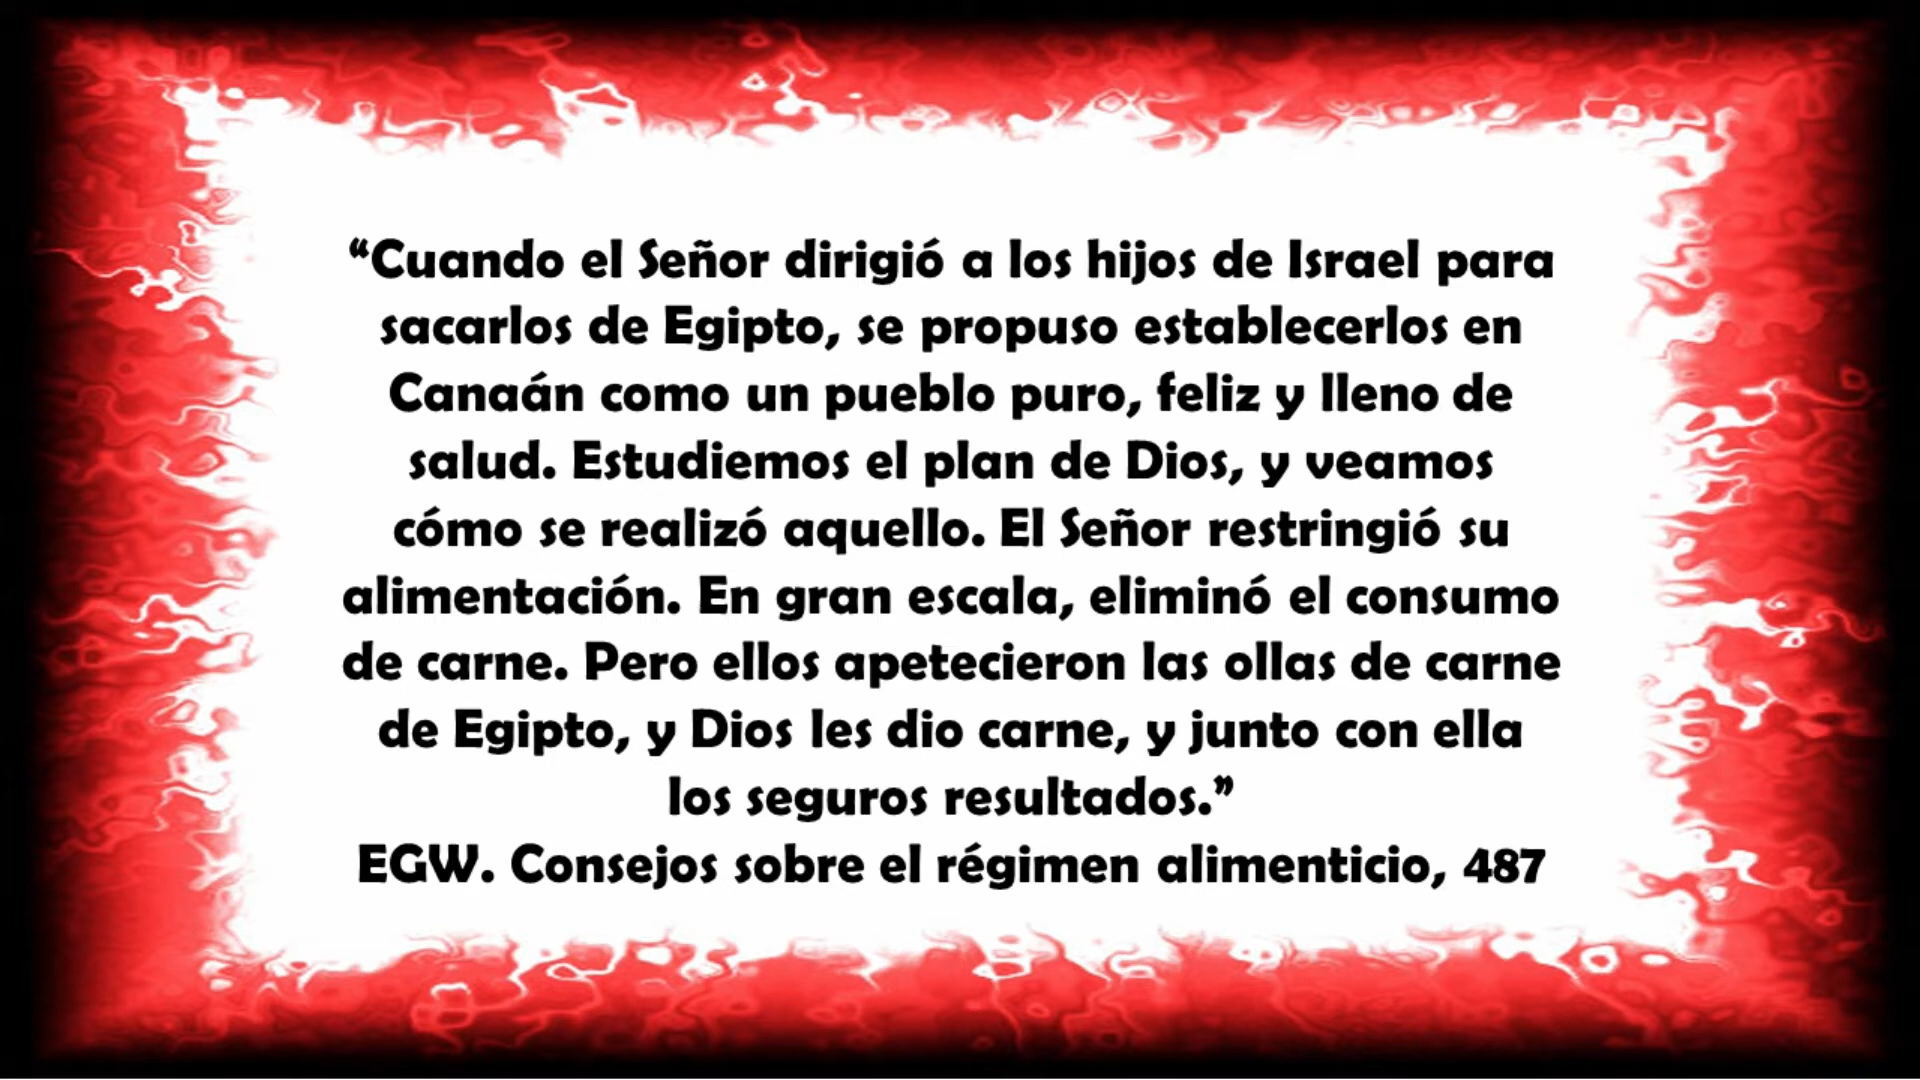 “Cuando el Señor dirigió a los hijos de Israel para
sacarlos de Egipto, se propuso establecerlos en
Canaán como un pueblo puro, feliz y lleno de
salud. Estudiemos el plan de Dios, y veamos
cómo se realizó aquello. El Señor restringió su
alimentación. En gran escala, eliminó el consumo
de carne. Pero ellos apetecieron las ollas de carne
de Egipto, y Dios les dio carne, y junto con ella
los seguros resultados.”
EGW. Consejos sobre el régimen alimenticio, 487